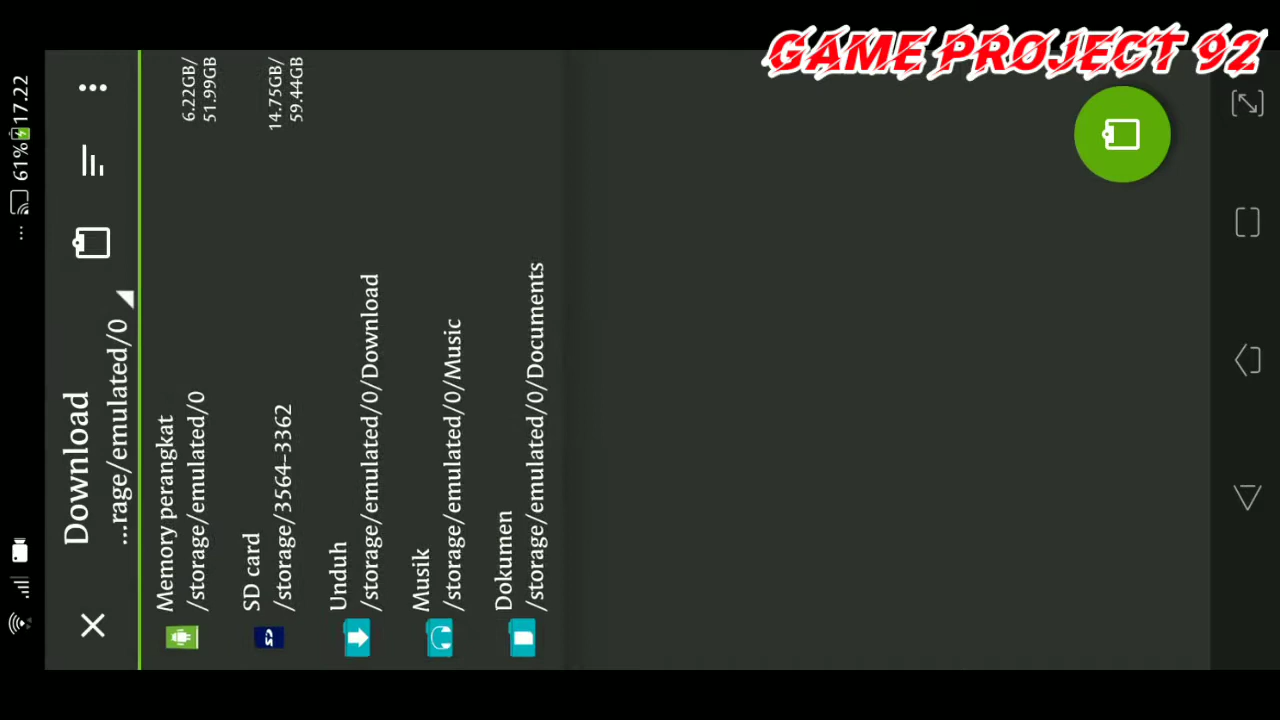 GAME PROJECT 92
... 61% 17.22
Download
...rage/emulated/0
Memory perangkat
/storage/emulated/0
6.22GB/
51.99GB
SD card
/storage/3564-3362
14.75GB/
59.44GB
Unduh
/storage/emulated/0/Download
Musik
/storage/emulated/0/Music
Dokumen
/storage/emulated/0/Documents